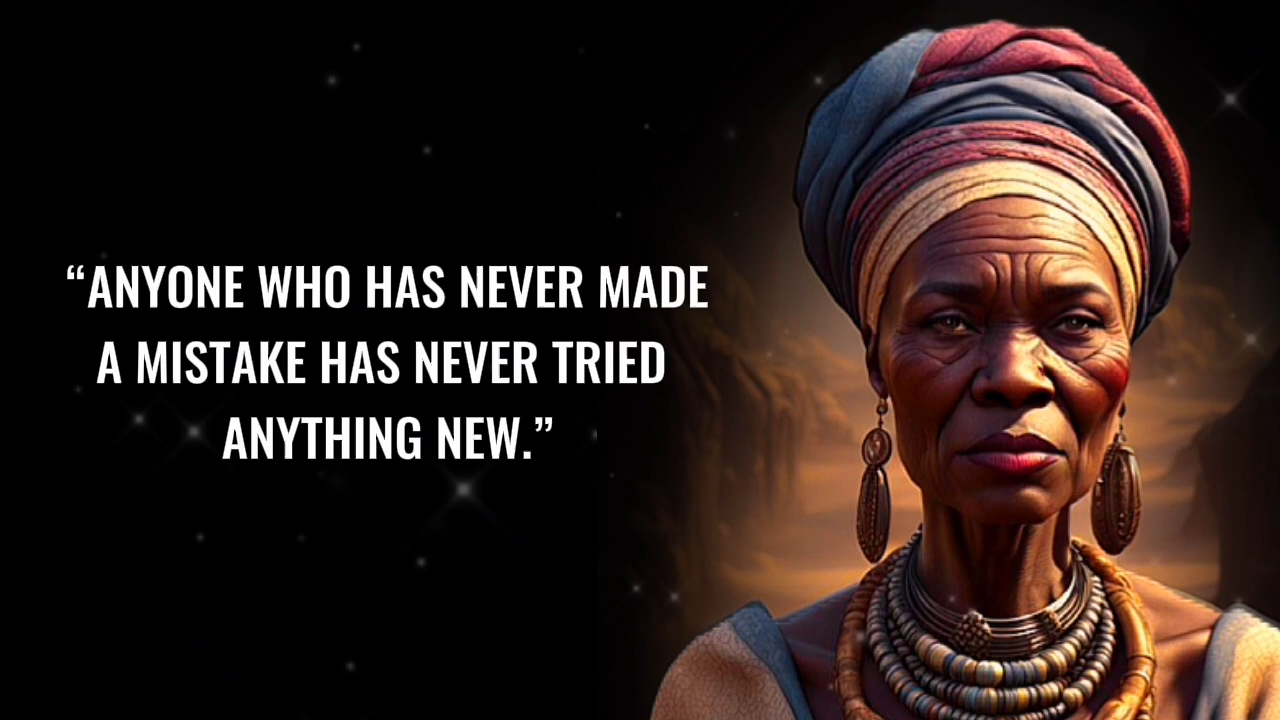 “ANYONE WHO HAS NEVER MADE
A MISTAKE HAS NEVER TRIED
ANYTHING NEW.”